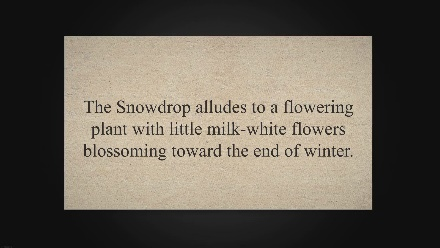 The Snowdrop alludes to a flowering
plant with little milk-white flowers
blossoming toward the end of winter.